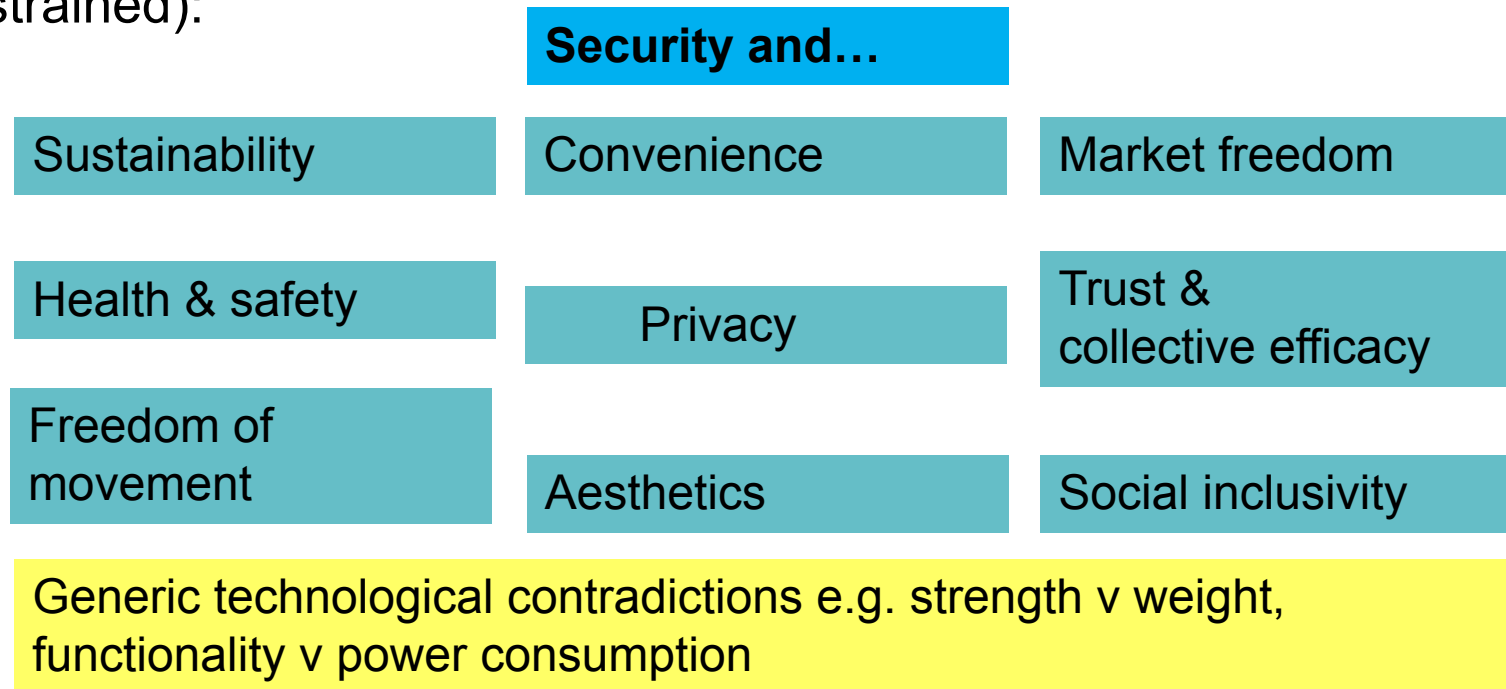 strained):
Security and…
Sustainability
Convenience
Market freedom
Health & safety
Privacy
Trust &
collective efficacy
Freedom of
movement
Aesthetics
Social inclusivity
Generic technological contradictions e.g. strength v weight,
functionality v power consumption